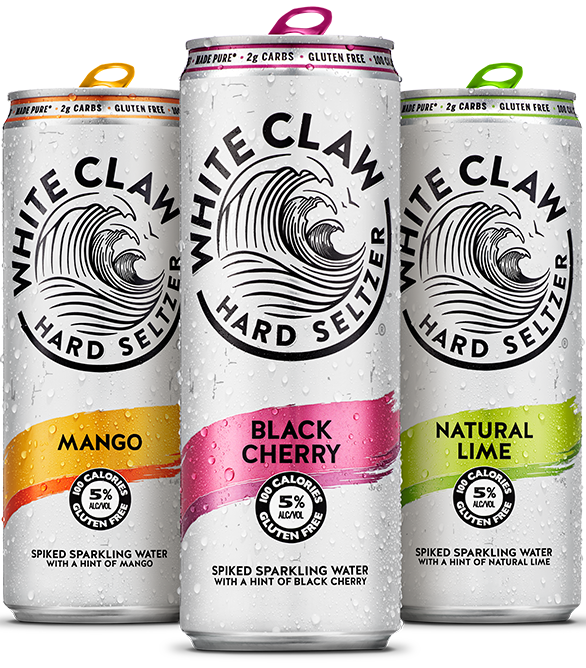 MADE PURE* • 2g CARBS • GLUTEN FREE • 100
WHITE CLAW
HARD SELTZER
MANGO
100 CALORIES
5%
ALC/VOL
GLUTEN FREE
SPIKED SPARKLING WATER
WITH A HINT OF MANGO
MADE PURE* • 2g CARBS • GLUTEN FREE • 100
WHITE CLAW
HARD SELTZER
®
BLACK
CHERRY
100 CALORIES
5%
ALC/VOL
GLUTEN FREE
SPIKED SPARKLING WATER
WITH A HINT OF BLACK CHERRY
PURE* • 2g CARBS • GLUTEN FREE • 100
WHITE CLAW
HARD SELTZER
®
NATURAL
LIME
100 CALORIES
5%
ALC/VOL
GLUTEN FREE
SPIKED SPARKLING WATER
WITH A HINT OF NATURAL LIME